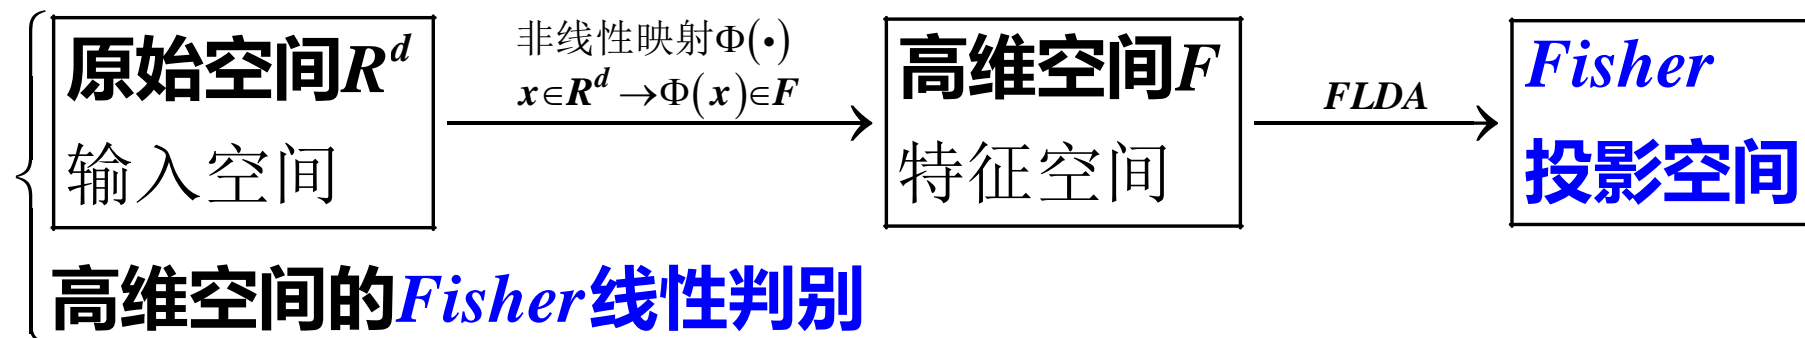 原始空间R^d
输入空间
非线性映射Φ(•)
x∈R^d→Φ(x)∈F
高维空间F
特征空间
FLDA
Fisher
投影空间
高维空间的Fisher线性判别